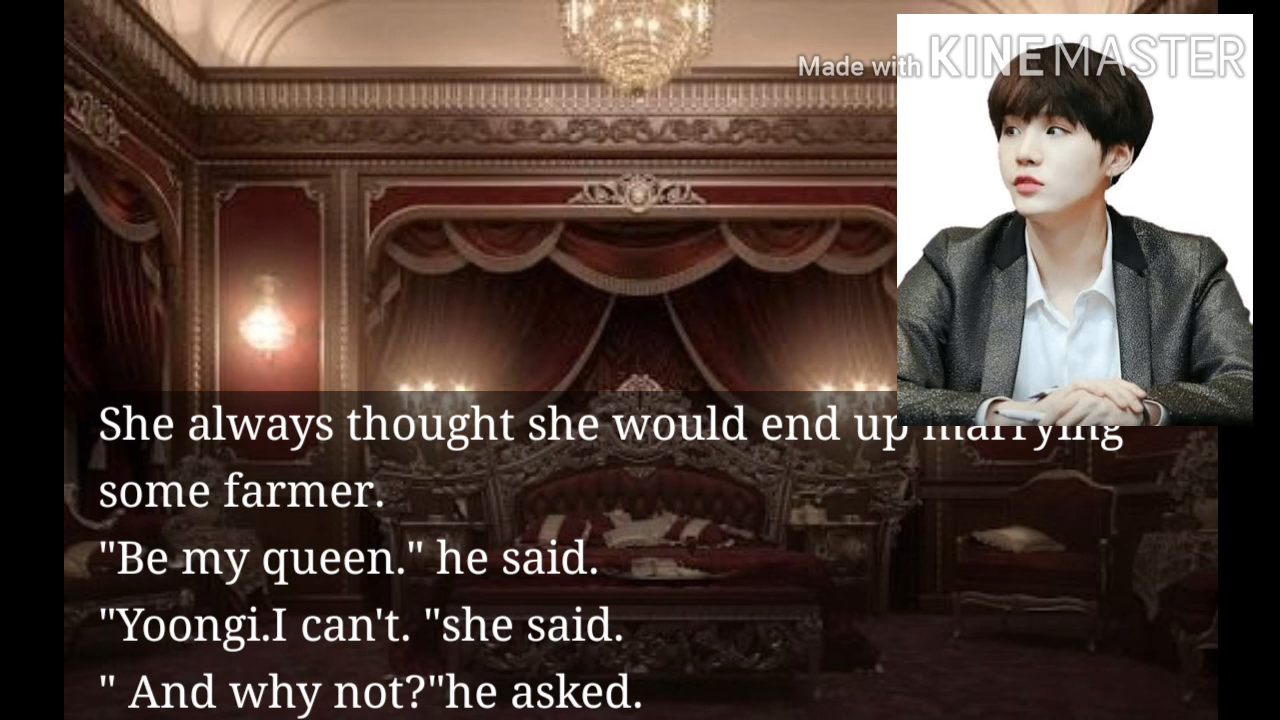 Made with KINEMASTER
She always thought she would end up marrying
some farmer.
"Be my queen." he said.
"Yoongi.I can't. "she said.
" And why not?"he asked.